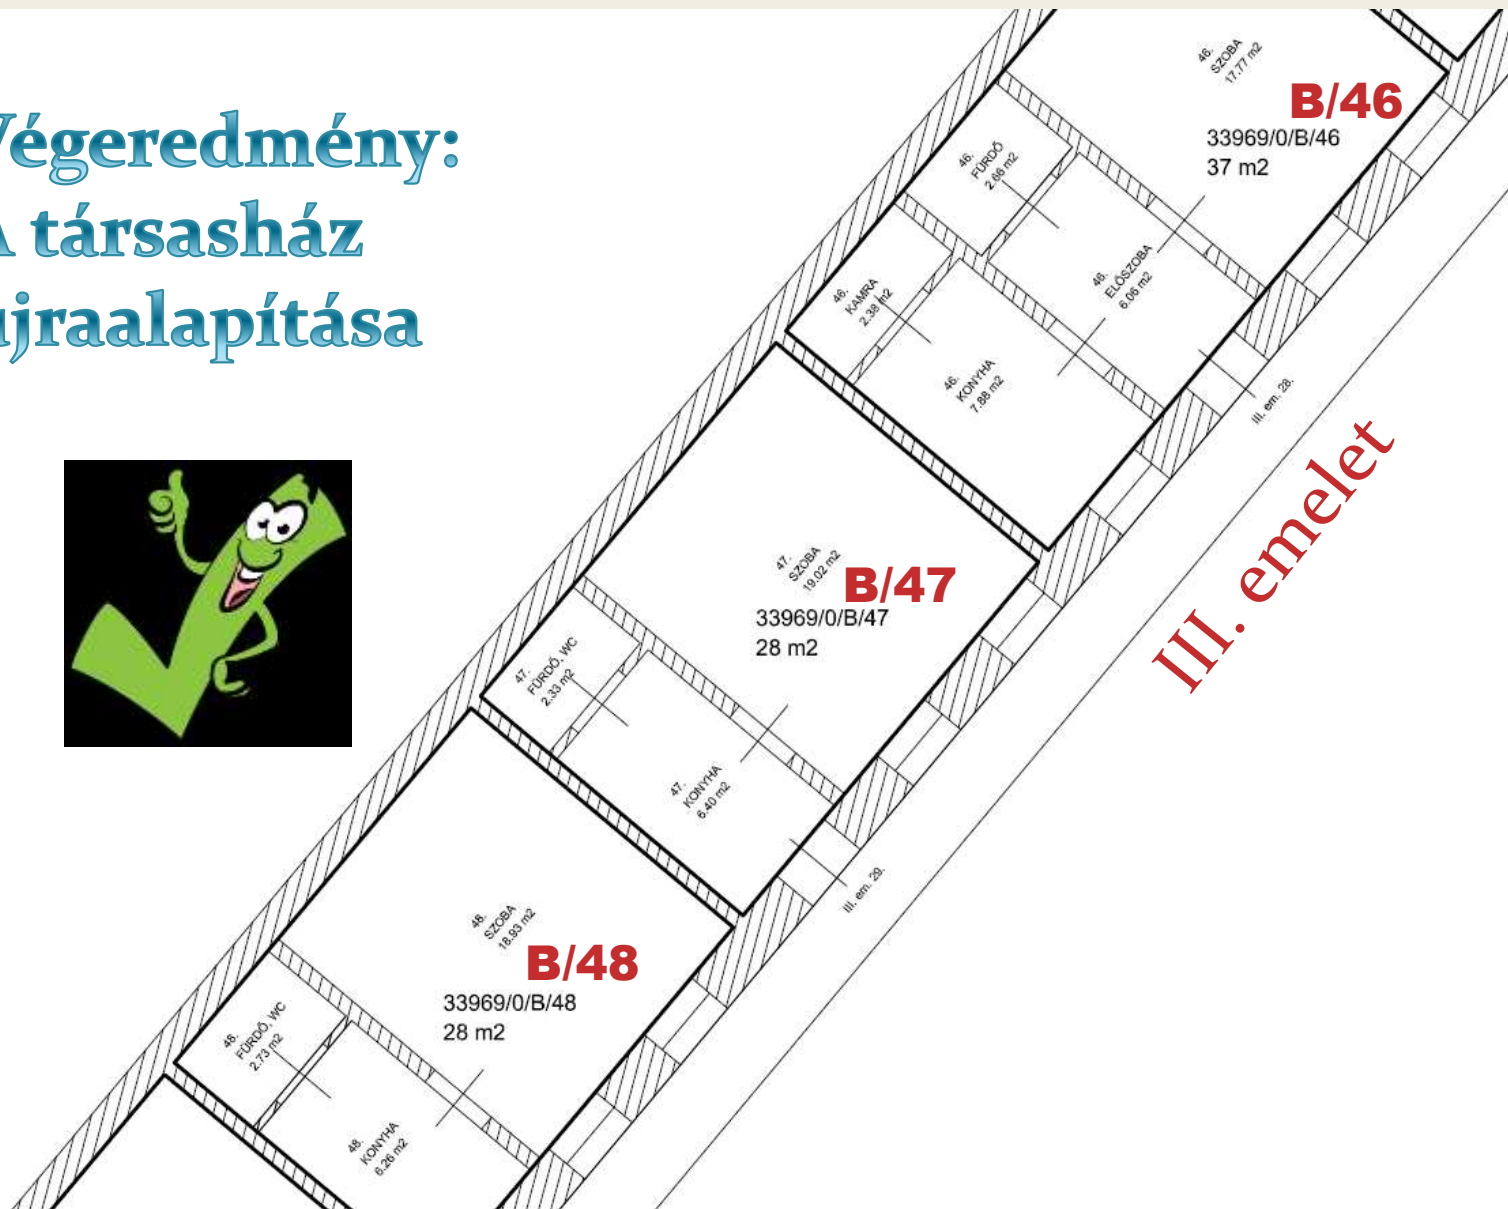 Végeredmény:
A társasház
újraalapítása
46.
SZOBA
17.77 m2
B/46
33969/0/B/46
37 m2
46.
FÜRDŐ
2.66 m2
46.
ELŐSZOBA
6.06 m2
46.
KAMRA
2.38 m2
46.
KONYHA
7.88 m2
III. em. 28.
III. emelet
47.
SZOBA
19.02 m2
B/47
33969/0/B/47
28 m2
47.
FÜRDŐ, WC
2.33 m2
47.
KONYHA
6.40 m2
III. em. 29.
48.
SZOBA
18.93 m2
B/48
33969/0/B/48
28 m2
48.
FÜRDŐ, WC
2.73 m2
48.
KONYHA
6.26 m2